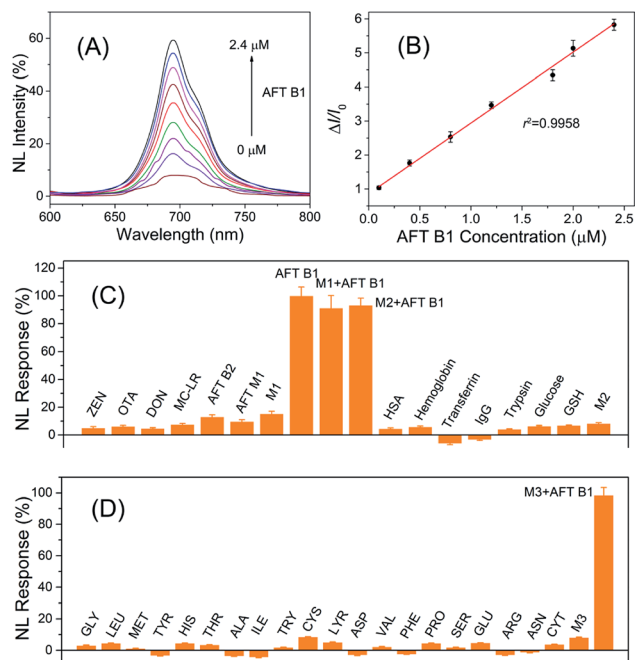 (A)
2.4 μM
AFT B1
0 μM
NL Intensity (%)
60
40
20
0
600
650
700
750
800
Wavelength (nm)
(B)
r²=0.9958
ΔI/I₀
6
5
4
3
2
1
0.0
0.5
1.0
1.5
2.0
2.5
AFT B1 Concentration (μM)
(C)
NL Response (%)
120
100
80
60
40
20
0
ZEN
OTA
DON
MC-LR
AFT B2
AFT M1
M1
AFT B1
M1+AFT B1
M2+AFT B1
HSA
Hemoglobin
Transferrin
IgG
Trypsin
Glucose
GSH
M2
(D)
NL Response (%)
100
80
60
40
20
0
GLY
LEU
MET
TYR
HIS
THR
ALA
ILE
TRY
CYS
LYR
ASP
VAL
PHE
PRO
SER
GLU
ARG
ASN
CYT
M3
M3+AFT B1